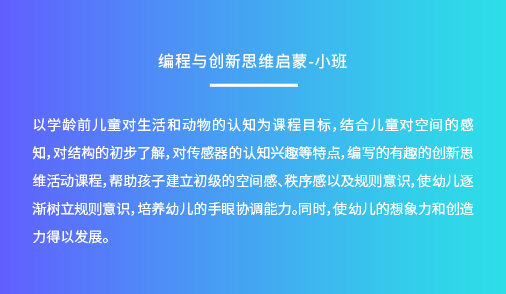 编程与创新思维启蒙-小班
以学龄前儿童对生活和动物的认知为课程目标,结合儿童对空间的感
知,对结构的初步了解,对传感器的认知兴趣等特点,编写的有趣的创新思
维活动课程,帮助孩子建立初级的空间感、秩序感以及规则意识,使幼儿逐
渐树立规则意识,培养幼儿的手眼协调能力。同时,使幼儿的想象力和创造
力得以发展。